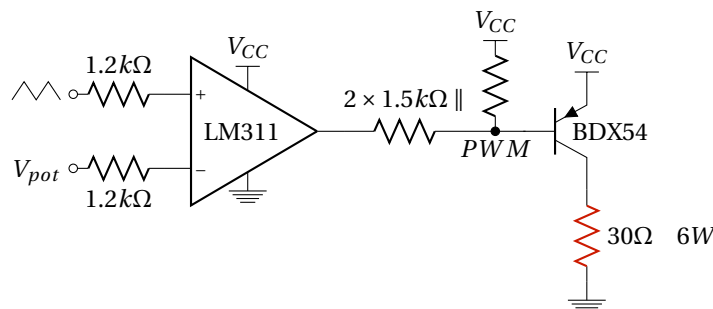 V_CC
V_CC
V_CC
1.2kΩ
2 × 1.5kΩ ∥
+
LM311
BDX54
PWM
V_pot
−
1.2kΩ
30Ω 6W